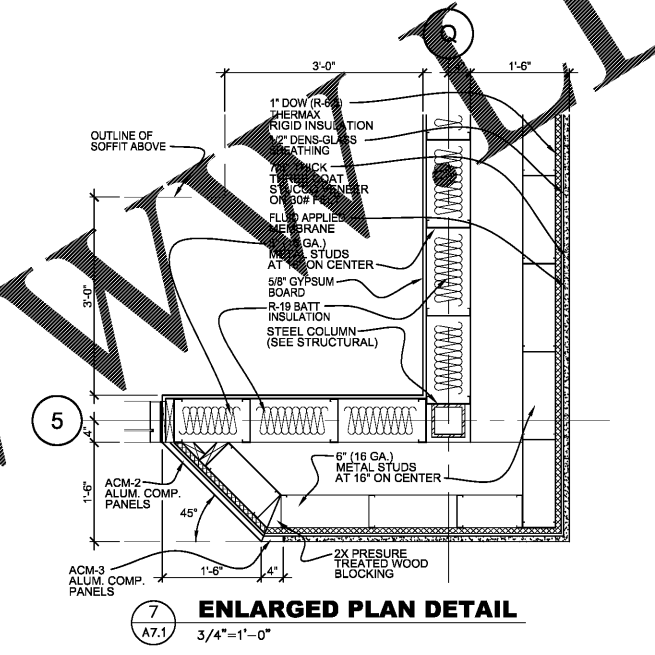 Q
3'-0"
4"
1'-6"
1" DOW (R-6.5)
THERMAX
RIGID INSULATION
1/2" DENS-GLASS
SHEATHING
THICK
THREE COAT
STUCCO VENEER
ON 30# FELT
FLUID APPLIED
MEMBRANE
GA.)
METAL STUDS
AT 16" ON CENTER
5/8" GYPSUM
BOARD
R-19 BATT
INSULATION
STEEL COLUMN
(SEE STRUCTURAL)
OUTLINE OF
SOFFIT ABOVE
3'-0"
5
4"
1'-6"
6" (16 GA.)
METAL STUDS
AT 16" ON CENTER
ACM-2
ALUM. COMP.
PANELS
45°
ACM-3
ALUM. COMP.
PANELS
1'-6"
4"
2X PRESURE
TREATED WOOD
BLOCKING
7
A7.1
ENLARGED PLAN DETAIL
3/4"=1'-0"